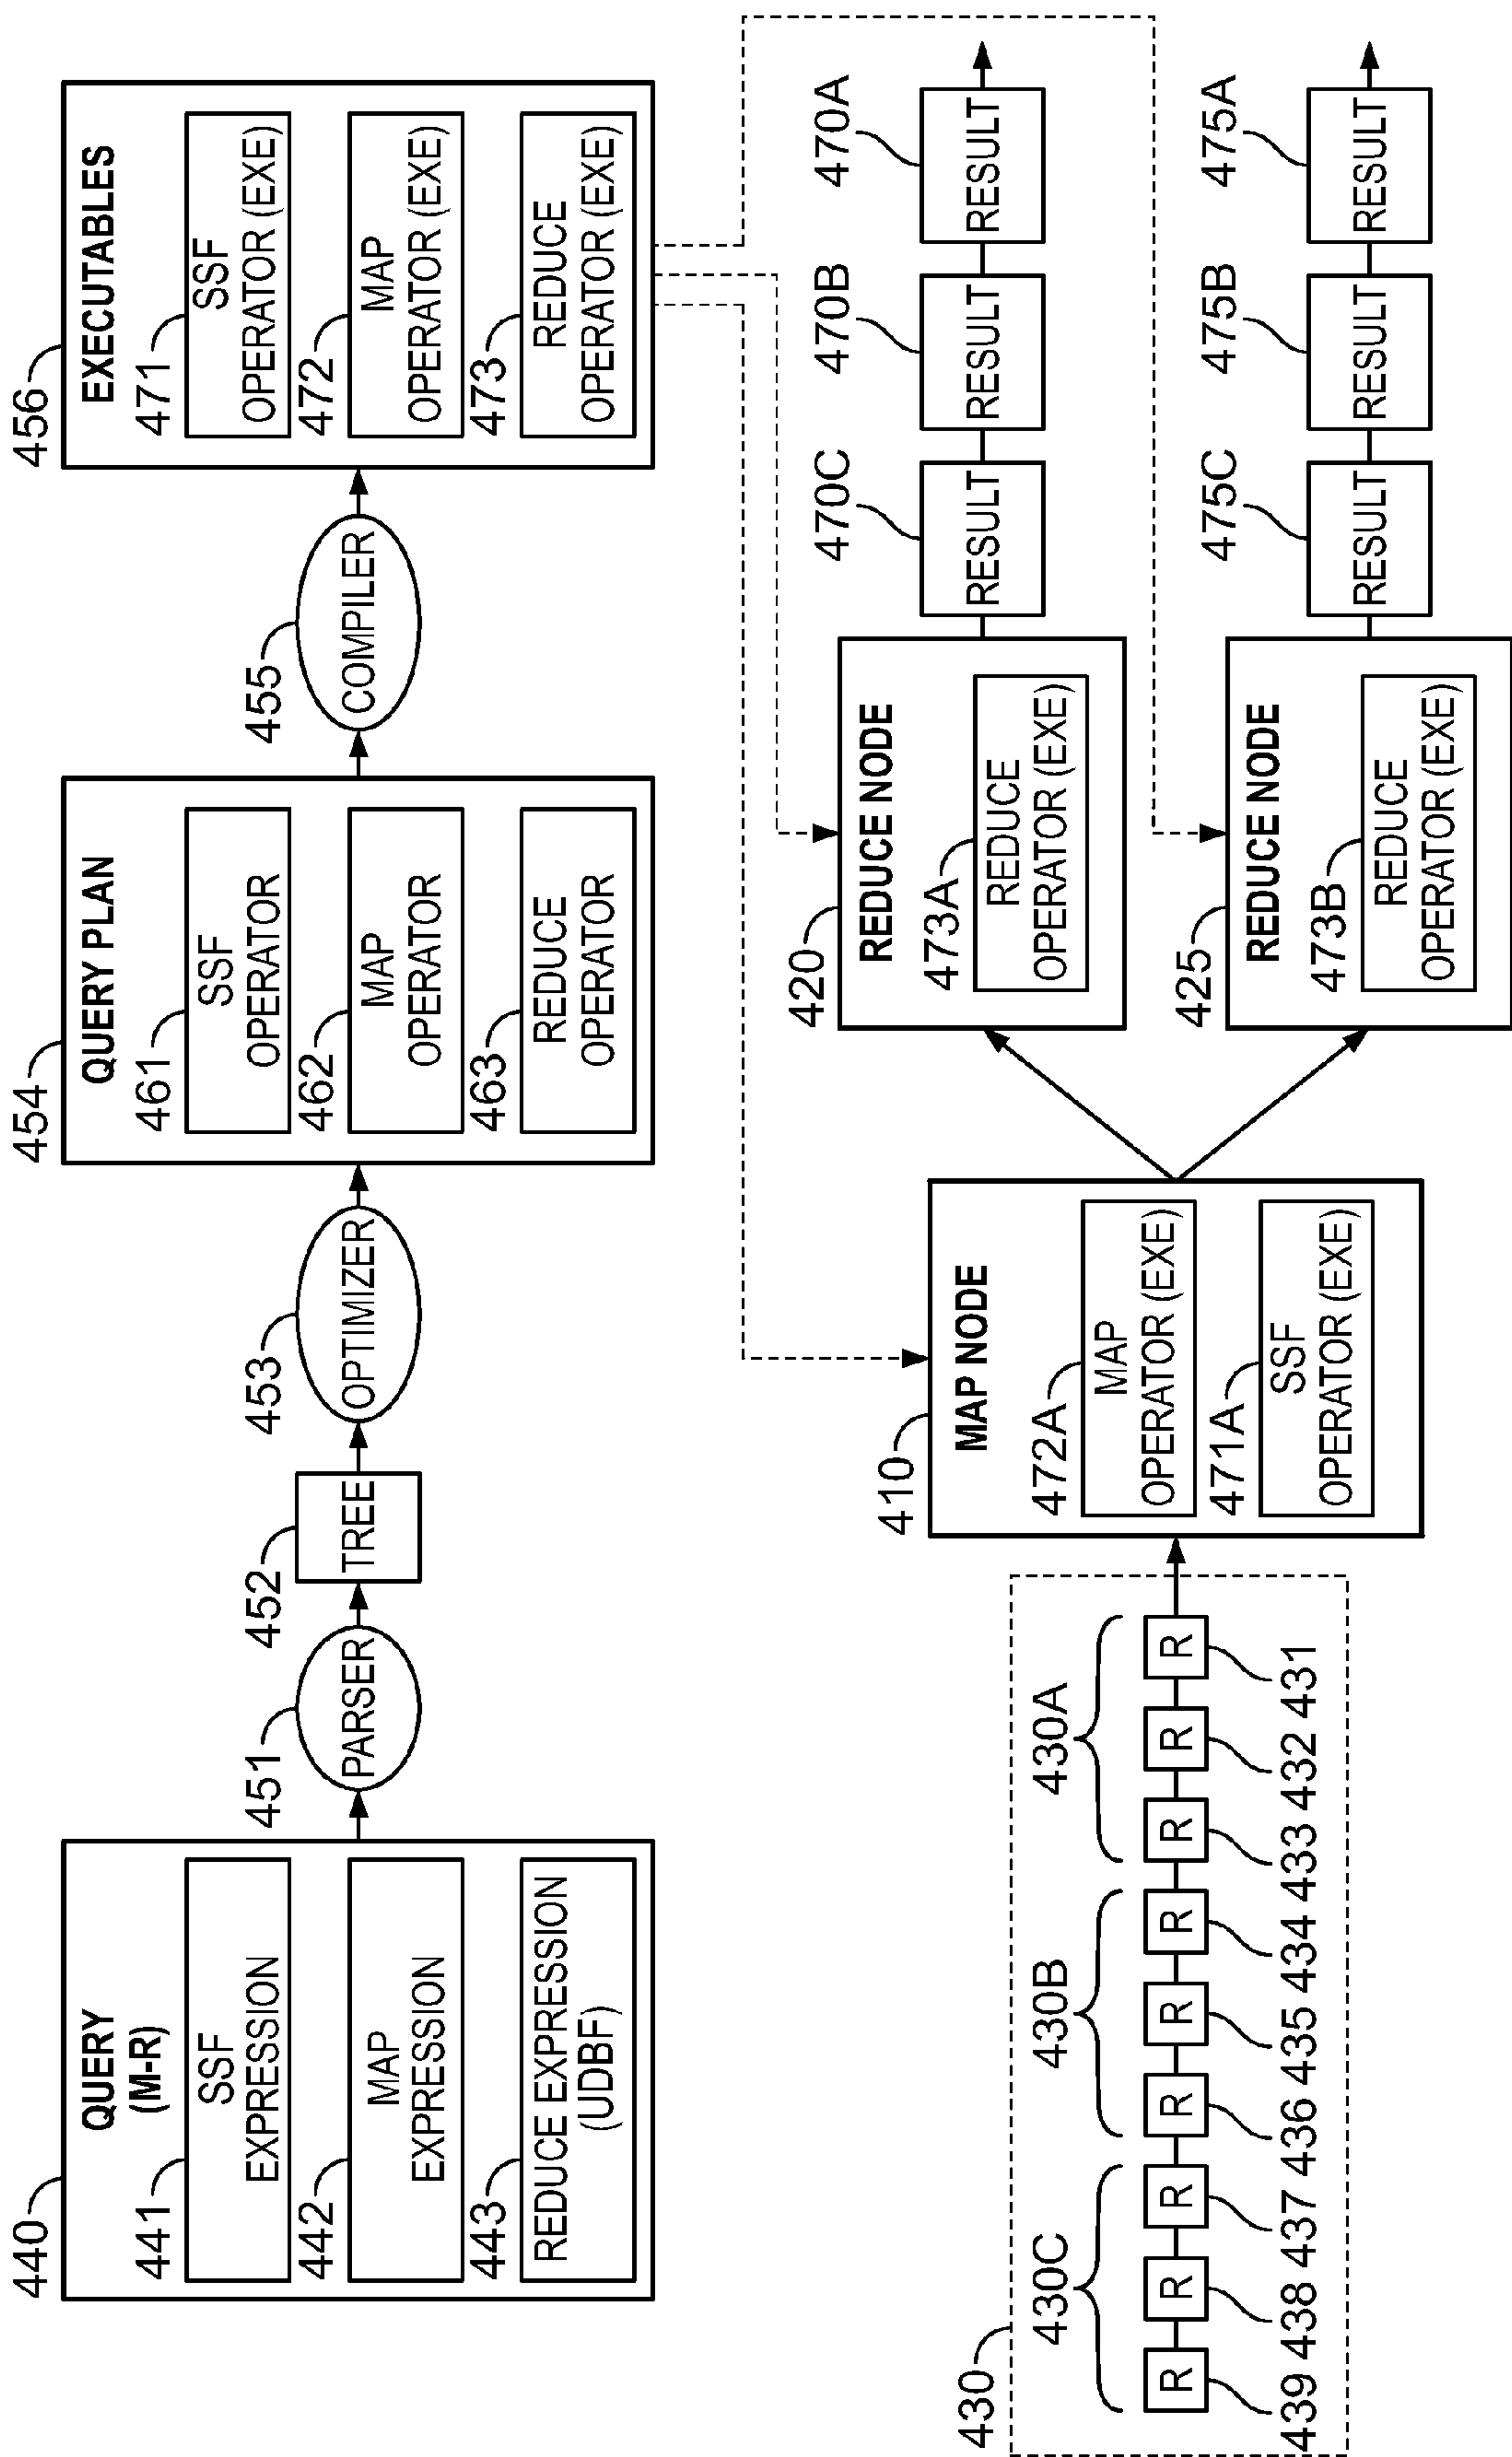 440
QUERY
(M-R)
441
SSF
EXPRESSION
442
MAP
EXPRESSION
443
REDUCE EXPRESSION
(UDBF)
451
PARSER
452
TREE
453
OPTIMIZER
454
QUERY PLAN
461
SSF
OPERATOR
462
MAP
OPERATOR
463
REDUCE
OPERATOR
455
COMPILER
456
EXECUTABLES
471
SSF
OPERATOR (EXE)
472
MAP
OPERATOR (EXE)
473
REDUCE
OPERATOR (EXE)
430
430C
430B
430A
R
R
R
R
R
R
R
R
R
439
438
437
436
435
434
433
432
431
410
MAP NODE
472A
MAP
OPERATOR (EXE)
471A
SSF
OPERATOR (EXE)
420
REDUCE NODE
473A
REDUCE
OPERATOR (EXE)
470C
470B
470A
RESULT
RESULT
RESULT
425
REDUCE NODE
473B
REDUCE
OPERATOR (EXE)
475C
475B
475A
RESULT
RESULT
RESULT